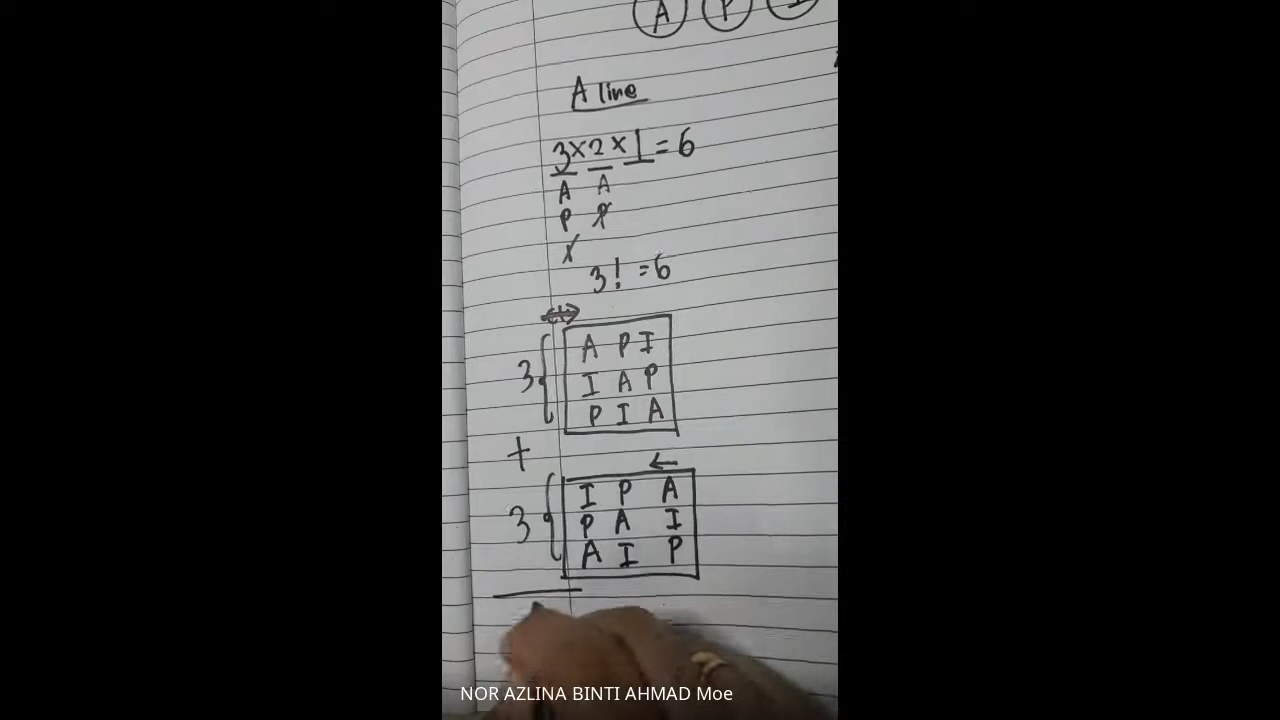 A P I
A line
3 x 2 x 1 = 6
A A
P P
I
3! = 6
A P I
3 { I A P
P I A
+
I P A
3 { P A I
A I P
NOR AZLINA BINTI AHMAD Moe